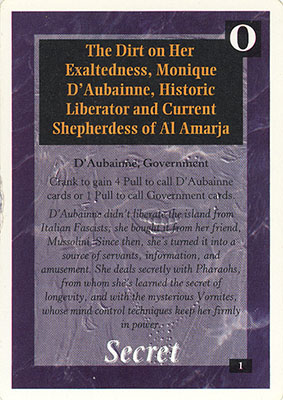 The Dirt on Her
Exaltedness, Monique
D'Aubainne, Historic
Liberator and Current
Shepherdess of Al Amarja
O
D'Aubainne, Government
Crank to gain 4 Pull to call D'Aubainne
cards or 1 Pull to call Government cards.
D'Aubainne didn't liberate the island from
Italian Fascists, she bought it from her friend,
Mussolini. Since then, she's turned it into a
source of servants, information, and
amusement. She deals secretly with Pharaohs,
from whom she's learned the secret of
longevity, and with the mysterious Vornites,
whose mind control techniques keep her firmly
in power.
Secret
1